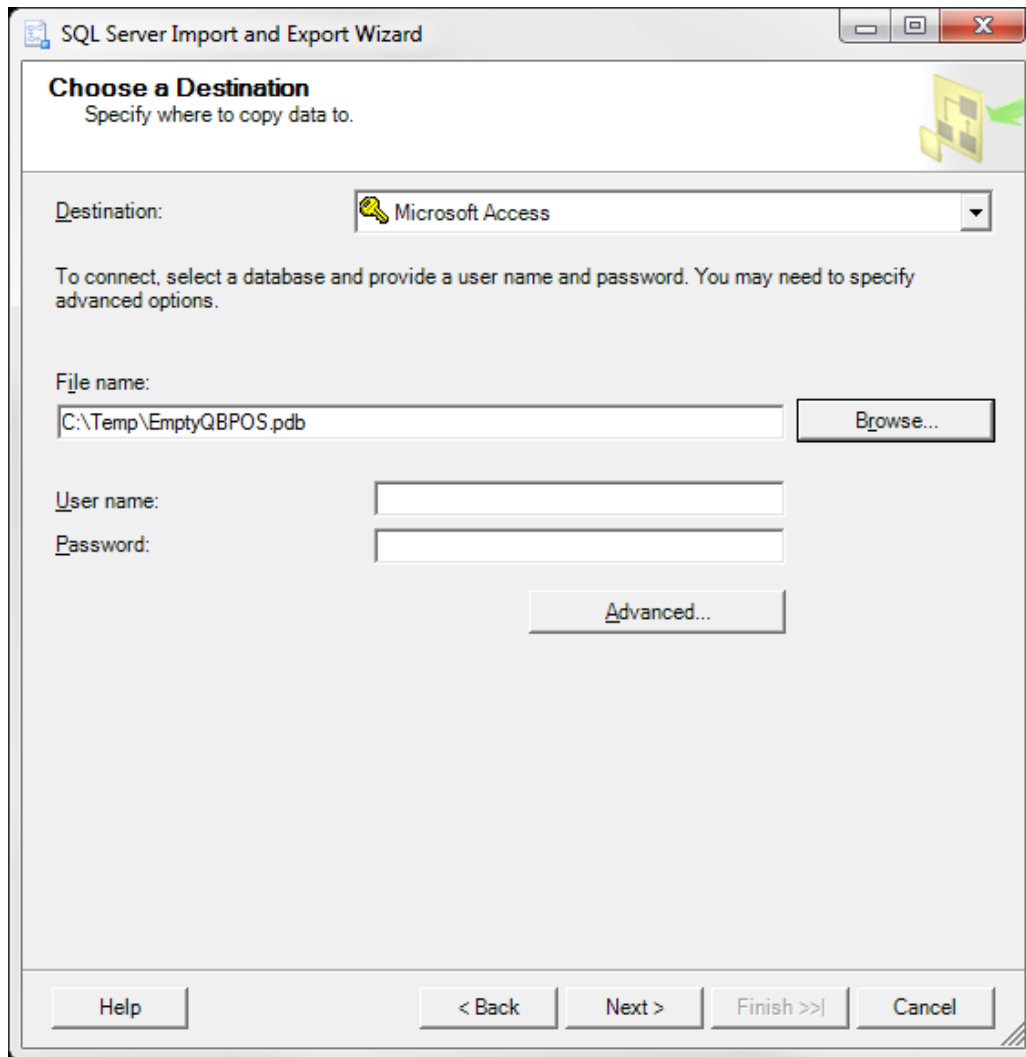 SQL Server Import and Export Wizard
Choose a Destination
Specify where to copy data to.
Destination:
Microsoft Access
To connect, select a database and provide a user name and password. You may need to specify
advanced options.
File name:
C:\Temp\EmptyQBPOS.pdb
Browse...
User name:
Password:
Advanced...
Help
< Back
Next >
Finish >>|
Cancel